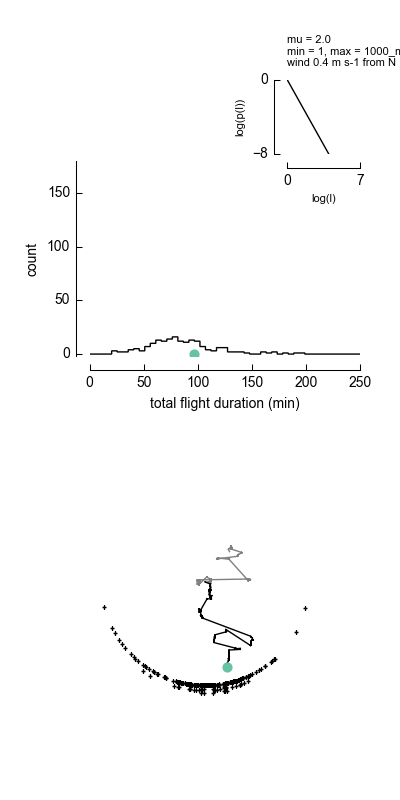 mu = 2.0
min = 1, max = 1000_
wind 0.4 m s-1 from N
0
log(p(l))
−8
0 7
log(l)
150
100
count
50
0
0 50 100 150 200 250
total flight duration (min)